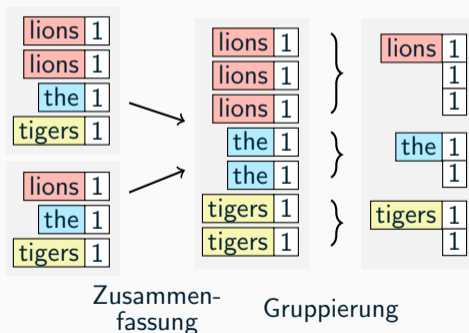 lions 1
lions 1
the 1
tigers 1
lions 1
the 1
tigers 1
lions 1
lions 1
lions 1
the 1
the 1
tigers 1
tigers 1
lions 1
1
1
the 1
1
tigers 1
1
Zusammen-
fassung
Gruppierung